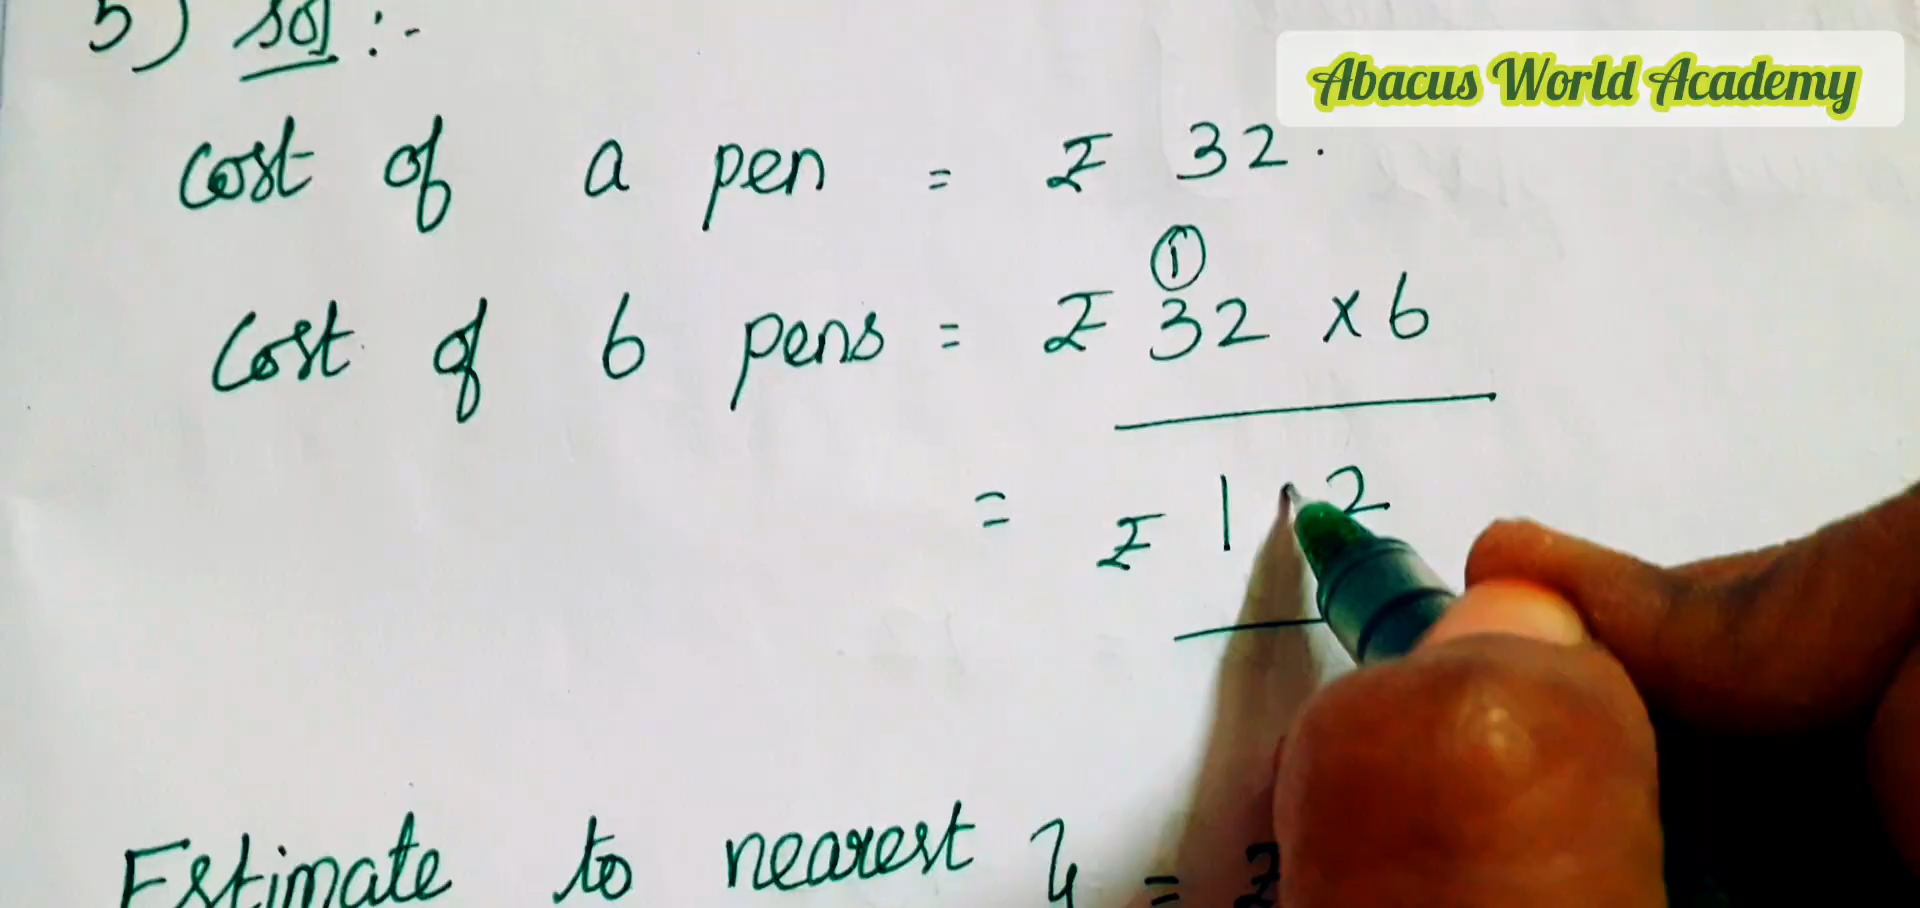 Abacus World Academy
5) Sol :-
Cost of a pen = ₹ 32.
1
Cost of 6 pens = ₹ 32 x 6
= ₹ 1 2
Estimate to nearest = ₹